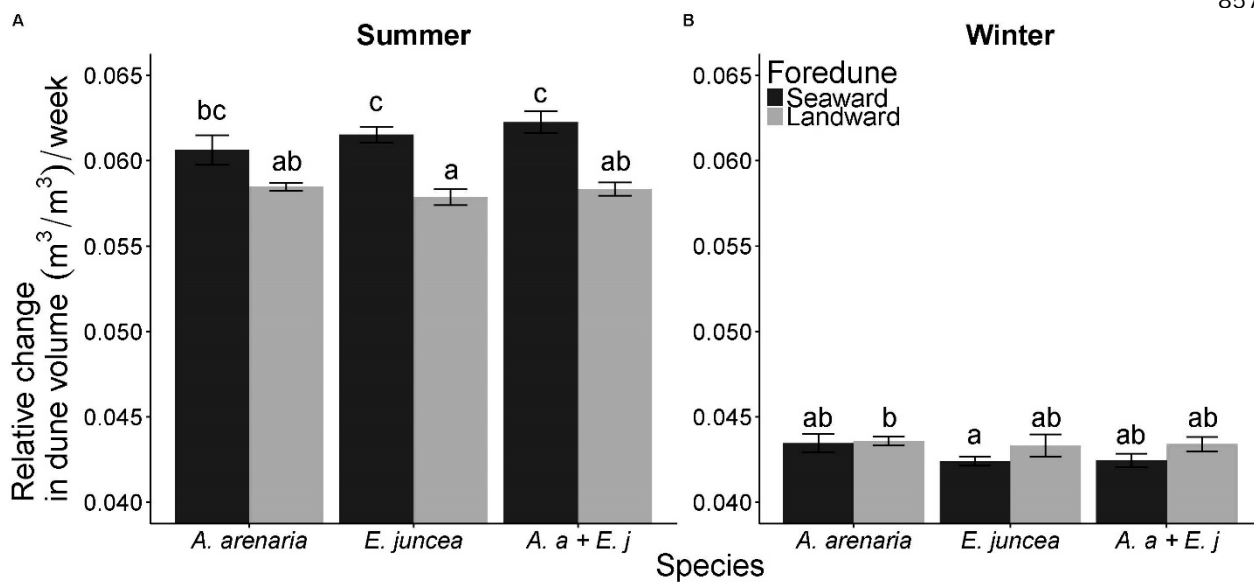 857
A
B
Summer
Winter
Relative change
in dune volume (m³/m³)/week
0.065
0.060
0.055
0.050
0.045
0.040
bc
ab
c
a
c
ab
A. arenaria
E. juncea
A. a + E. j
0.065
0.060
0.055
0.050
0.045
0.040
Foredune
Seaward
Landward
ab
b
a
ab
ab
ab
A. arenaria
E. juncea
A. a + E. j
Species